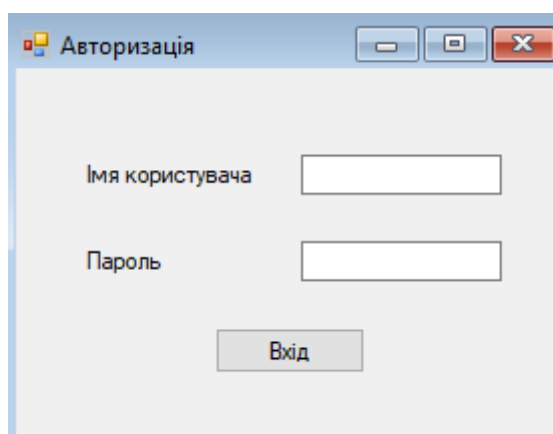 Авторизація
Імя користувача
Пароль
Вхід